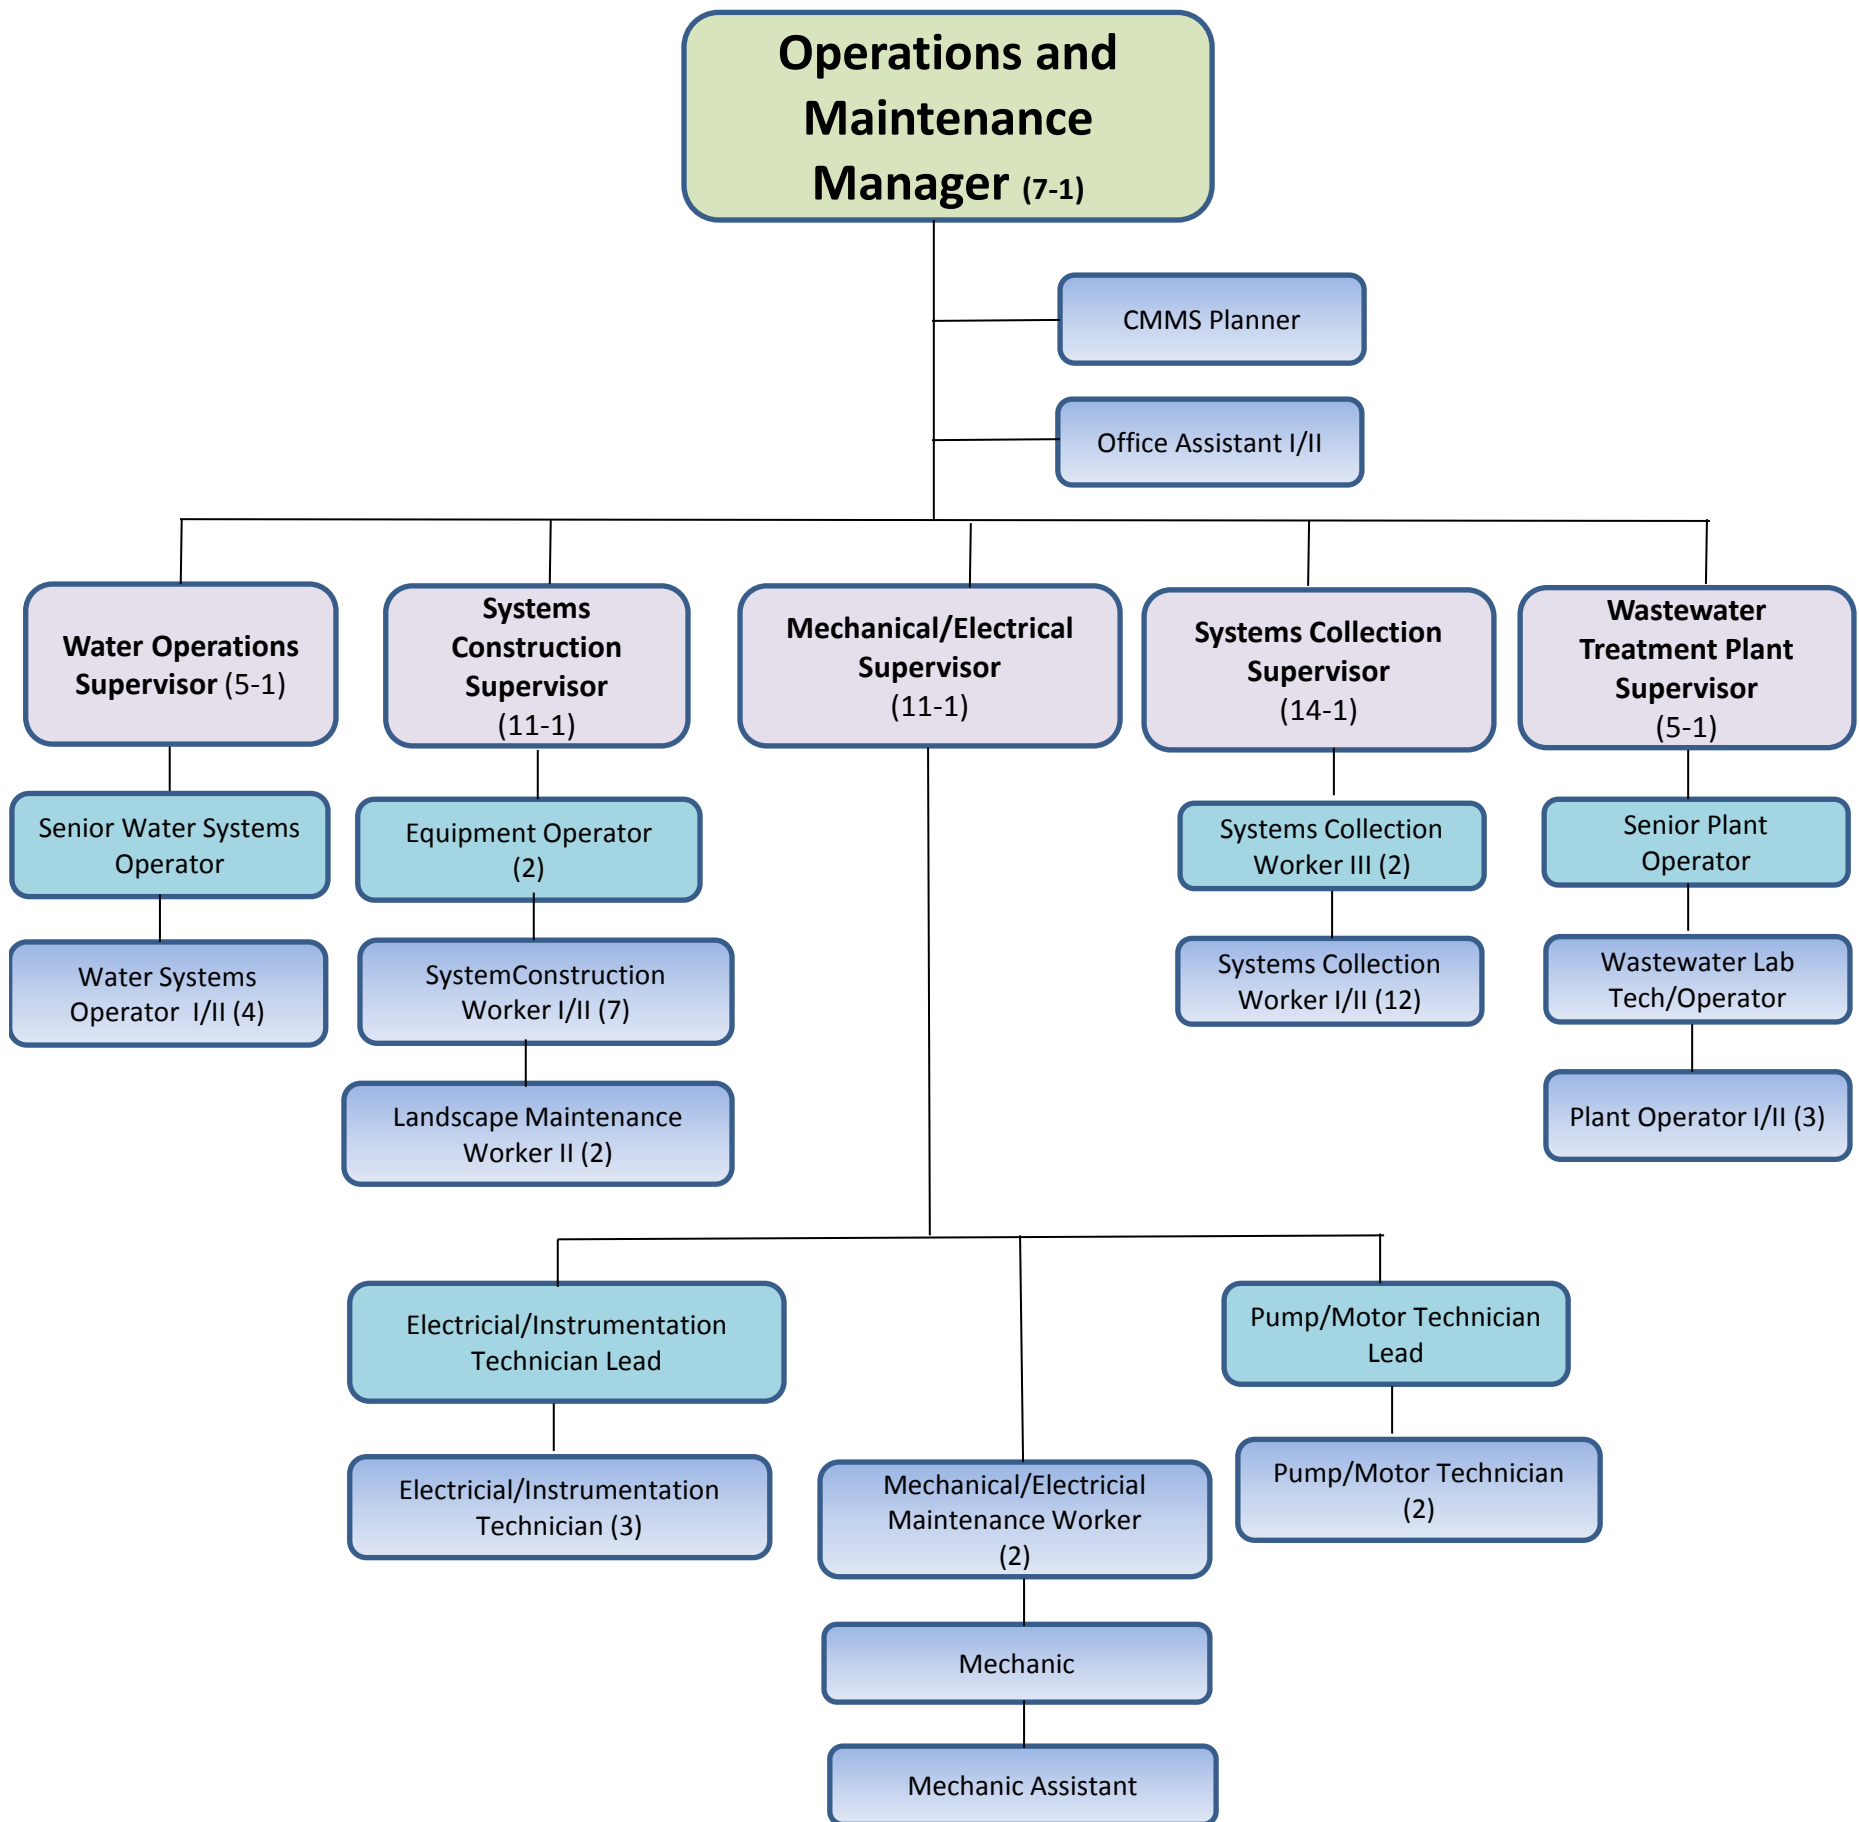 Operations and
Maintenance
Manager (7-1)
CMMS Planner
Office Assistant I/II
Water Operations
Supervisor (5-1)
Systems
Construction
Supervisor
(11-1)
Mechanical/Electrical
Supervisor
(11-1)
Systems Collection
Supervisor
(14-1)
Wastewater
Treatment Plant
Supervisor
(5-1)
Senior Water Systems
Operator
Equipment Operator
(2)
Systems Collection
Worker III (2)
Senior Plant
Operator
Water Systems
Operator  I/II (4)
SystemConstruction
Worker I/II (7)
Systems Collection
Worker I/II (12)
Wastewater Lab
Tech/Operator
Landscape Maintenance
Worker II (2)
Plant Operator I/II (3)
Electricial/Instrumentation
Technician Lead
Pump/Motor Technician
Lead
Electricial/Instrumentation
Technician (3)
Mechanical/Electricial
Maintenance Worker
(2)
Pump/Motor Technician
(2)
Mechanic
Mechanic Assistant